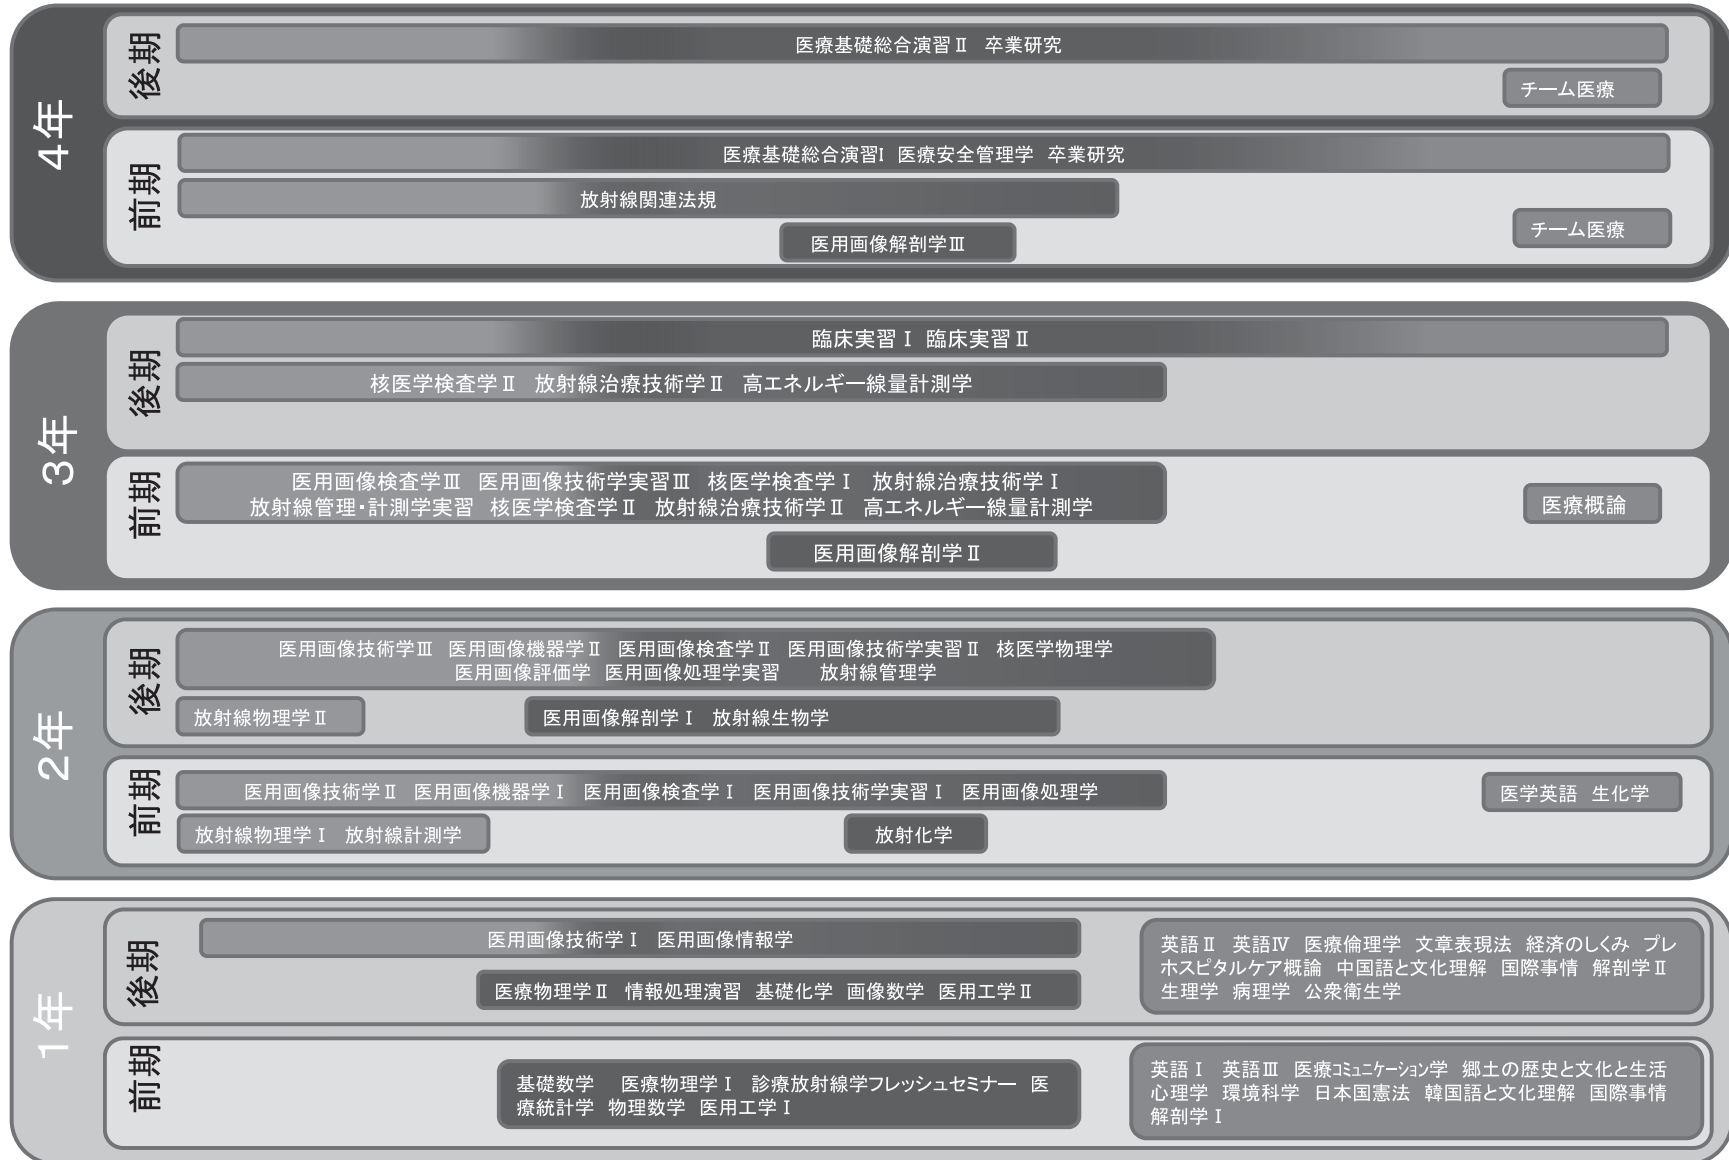 4年
後期
医療基礎総合演習Ⅱ 卒業研究
チーム医療
前期
医療基礎総合演習Ⅰ 医療安全管理学 卒業研究
放射線関連法規
チーム医療
医用画像解剖学Ⅲ
3年
後期
臨床実習Ⅰ 臨床実習Ⅱ
核医学検査学Ⅱ 放射線治療技術学Ⅱ 高エネルギー線量計測学
前期
医用画像検査学Ⅲ 医用画像技術学実習Ⅲ 核医学検査学Ⅰ 放射線治療技術学Ⅰ
放射線管理・計測学実習 核医学検査学Ⅱ 放射線治療技術学Ⅱ 高エネルギー線量計測学
医療概論
医用画像解剖学Ⅱ
2年
後期
医用画像技術学Ⅲ 医用画像機器学Ⅱ 医用画像検査学Ⅱ 医用画像技術学実習Ⅱ 核医学物理学
医用画像評価学 医用画像処理学実習 放射線管理学
放射線物理学Ⅱ
医用画像解剖学Ⅰ 放射線生物学
前期
医用画像技術学Ⅱ 医用画像機器学Ⅰ 医用画像検査学Ⅰ 医用画像技術学実習Ⅰ 医用画像処理学
医学英語 生化学
放射線物理学Ⅰ 放射線計測学
放射化学
1年
後期
医用画像技術学Ⅰ 医用画像情報学
医療物理学Ⅱ 情報処理演習 基礎化学 画像数学 医用工学Ⅱ
英語Ⅱ 英語Ⅳ 医療倫理学 文章表現法 経済のしくみ プレ
ホスピタルケア概論 中国語と文化理解 国際事情 解剖学Ⅱ
生理学 病理学 公衆衛生学
前期
基礎数学 医療物理学Ⅰ 診療放射線学フレッシュセミナー 医
療統計学 物理数学 医用工学Ⅰ
英語Ⅰ 英語Ⅲ 医療コミュニケーション学 郷土の歴史と文化と生活
心理学 環境科学 日本国憲法 韓国語と文化理解 国際事情
解剖学Ⅰ